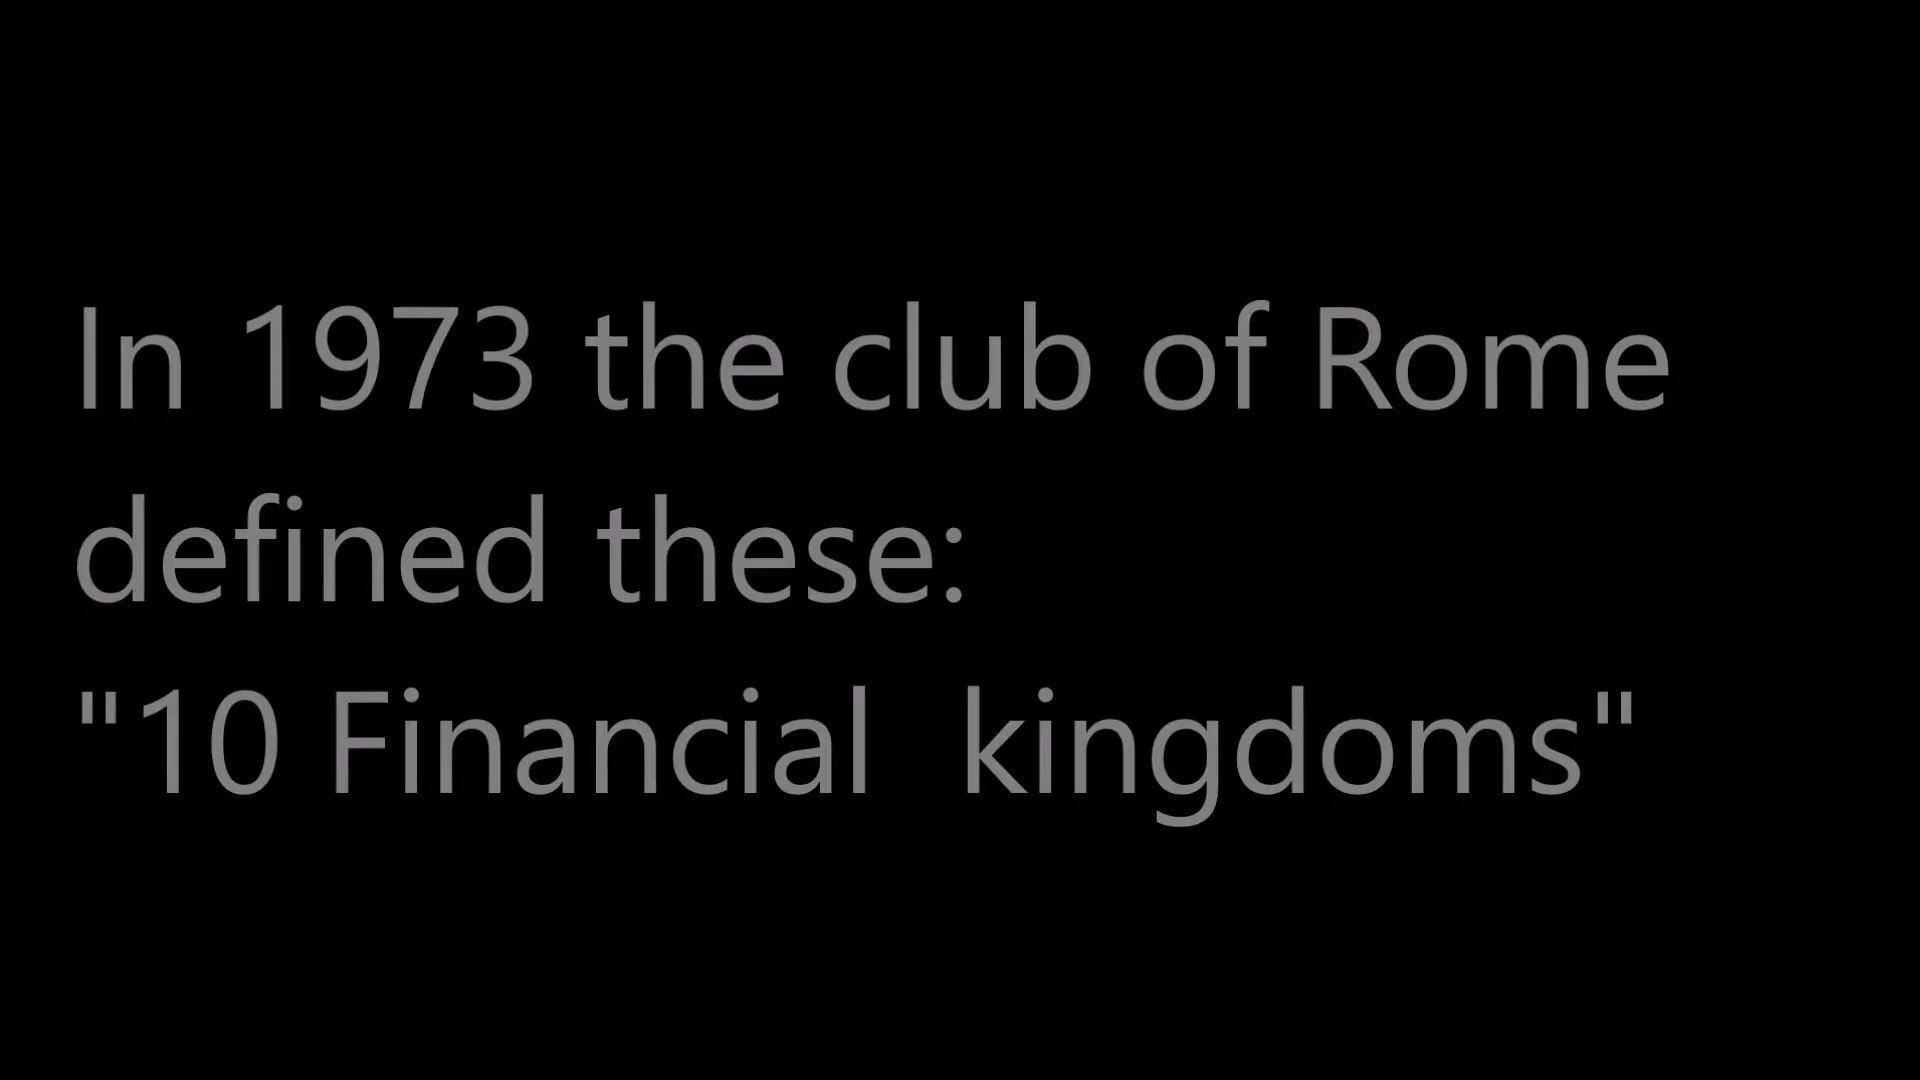 In 1973 the club of Rome
defined these:
"10 Financial  kingdoms"